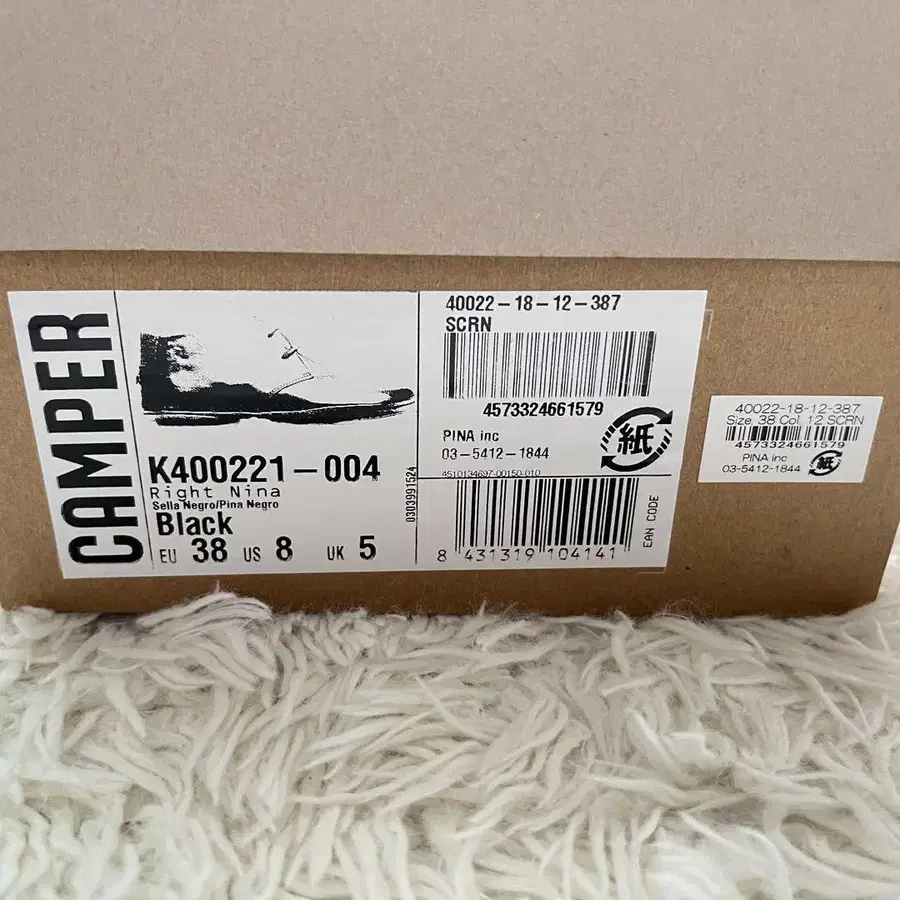 CAMPER
K400221-004
Right Nina
Sella Negro/Pina Negro
Black
EU 38 US 8 UK 5
0303991524
40022-18-12-387
SCRN
4573324661579
PINA inc
03-5412-1844
紙
4510134697-00150-010
8 431319 104141
EAN CODE
40022-18-12-387
Size. 38 Col. 12 SCRN
4573324661579
PINA inc
03-5412-1844
紙